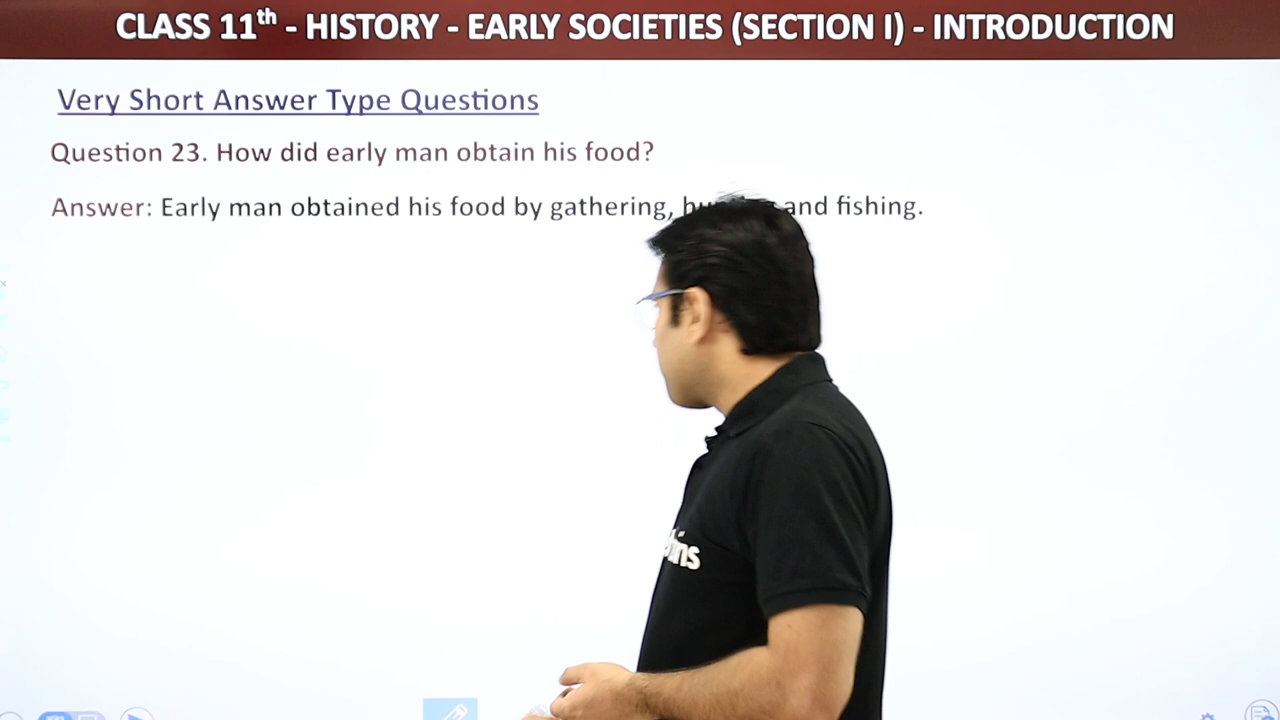 CLASS 11th - HISTORY - EARLY SOCIETIES (SECTION I) - INTRODUCTION
Very Short Answer Type Questions
Question 23. How did early man obtain his food?
Answer: Early man obtained his food by gathering, and fishing.